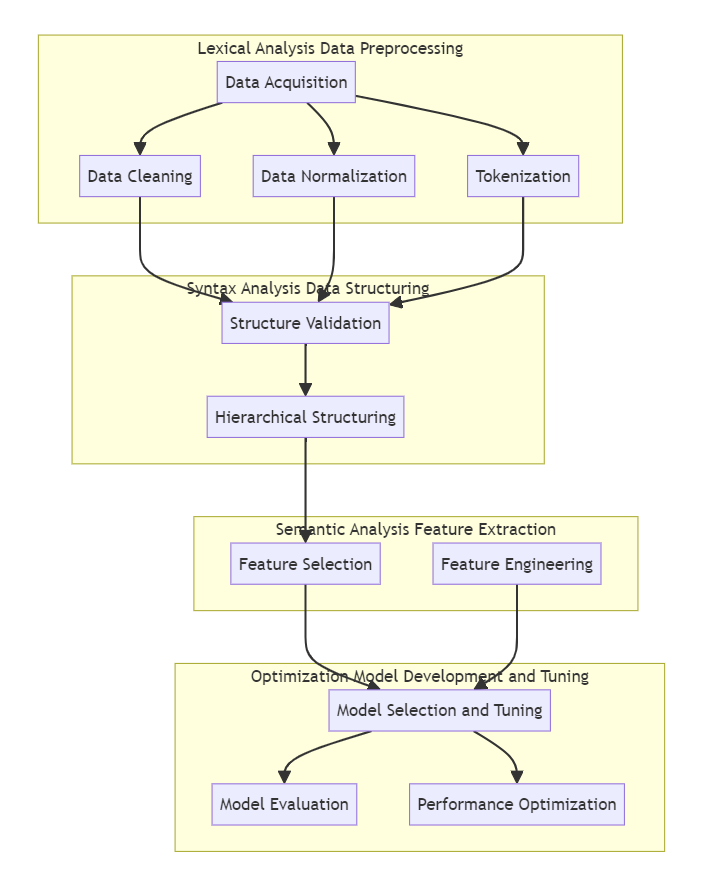 Lexical Analysis Data Preprocessing
Data Acquisition
Data Cleaning
Data Normalization
Tokenization
Syntax Analysis Data Structuring
Structure Validation
Hierarchical Structuring
Semantic Analysis Feature Extraction
Feature Selection
Feature Engineering
Optimization Model Development and Tuning
Model Selection and Tuning
Model Evaluation
Performance Optimization